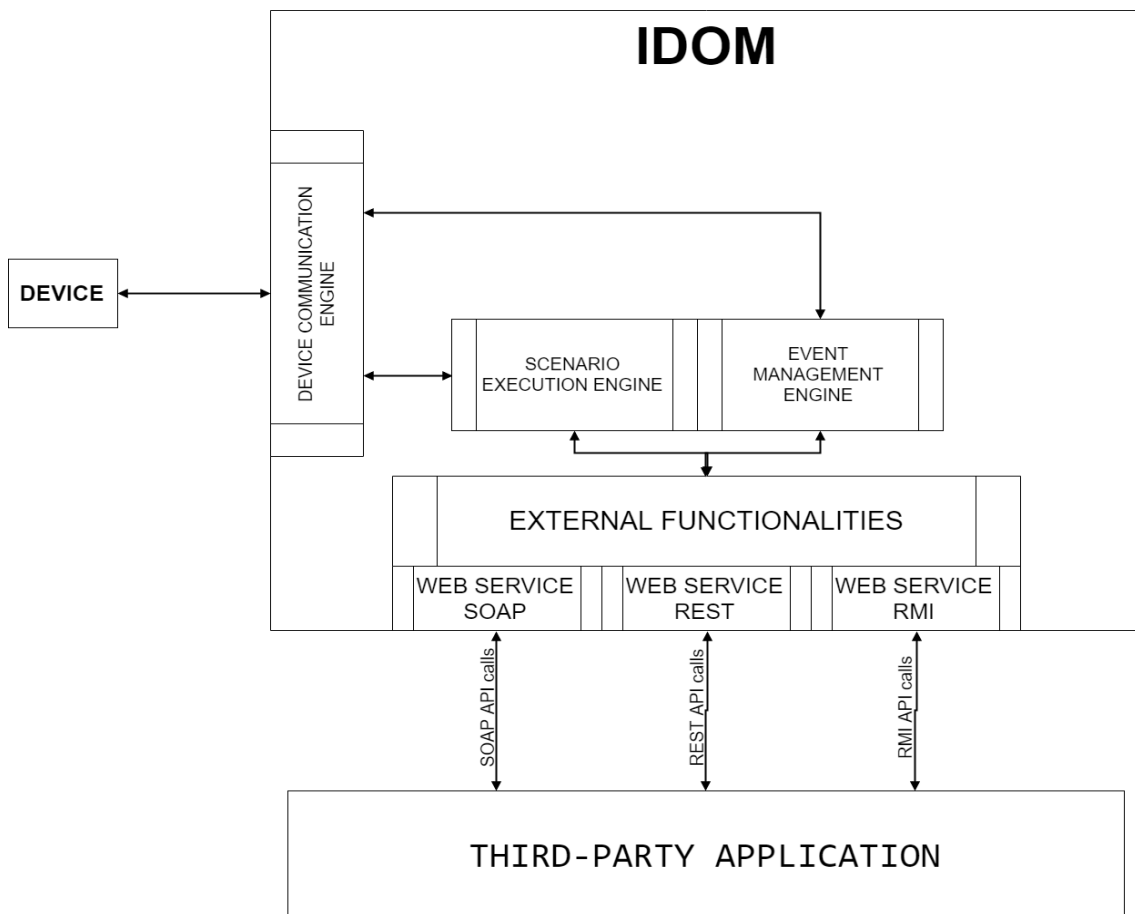 IDOM
DEVICE COMMUNICATION
ENGINE
DEVICE
SCENARIO
EXECUTION ENGINE
EVENT
MANAGEMENT
ENGINE
EXTERNAL FUNCTIONALITIES
WEB SERVICE
SOAP
WEB SERVICE
REST
WEB SERVICE
RMI
SOAP API calls
REST API calls
RMI API calls
THIRD-PARTY APPLICATION